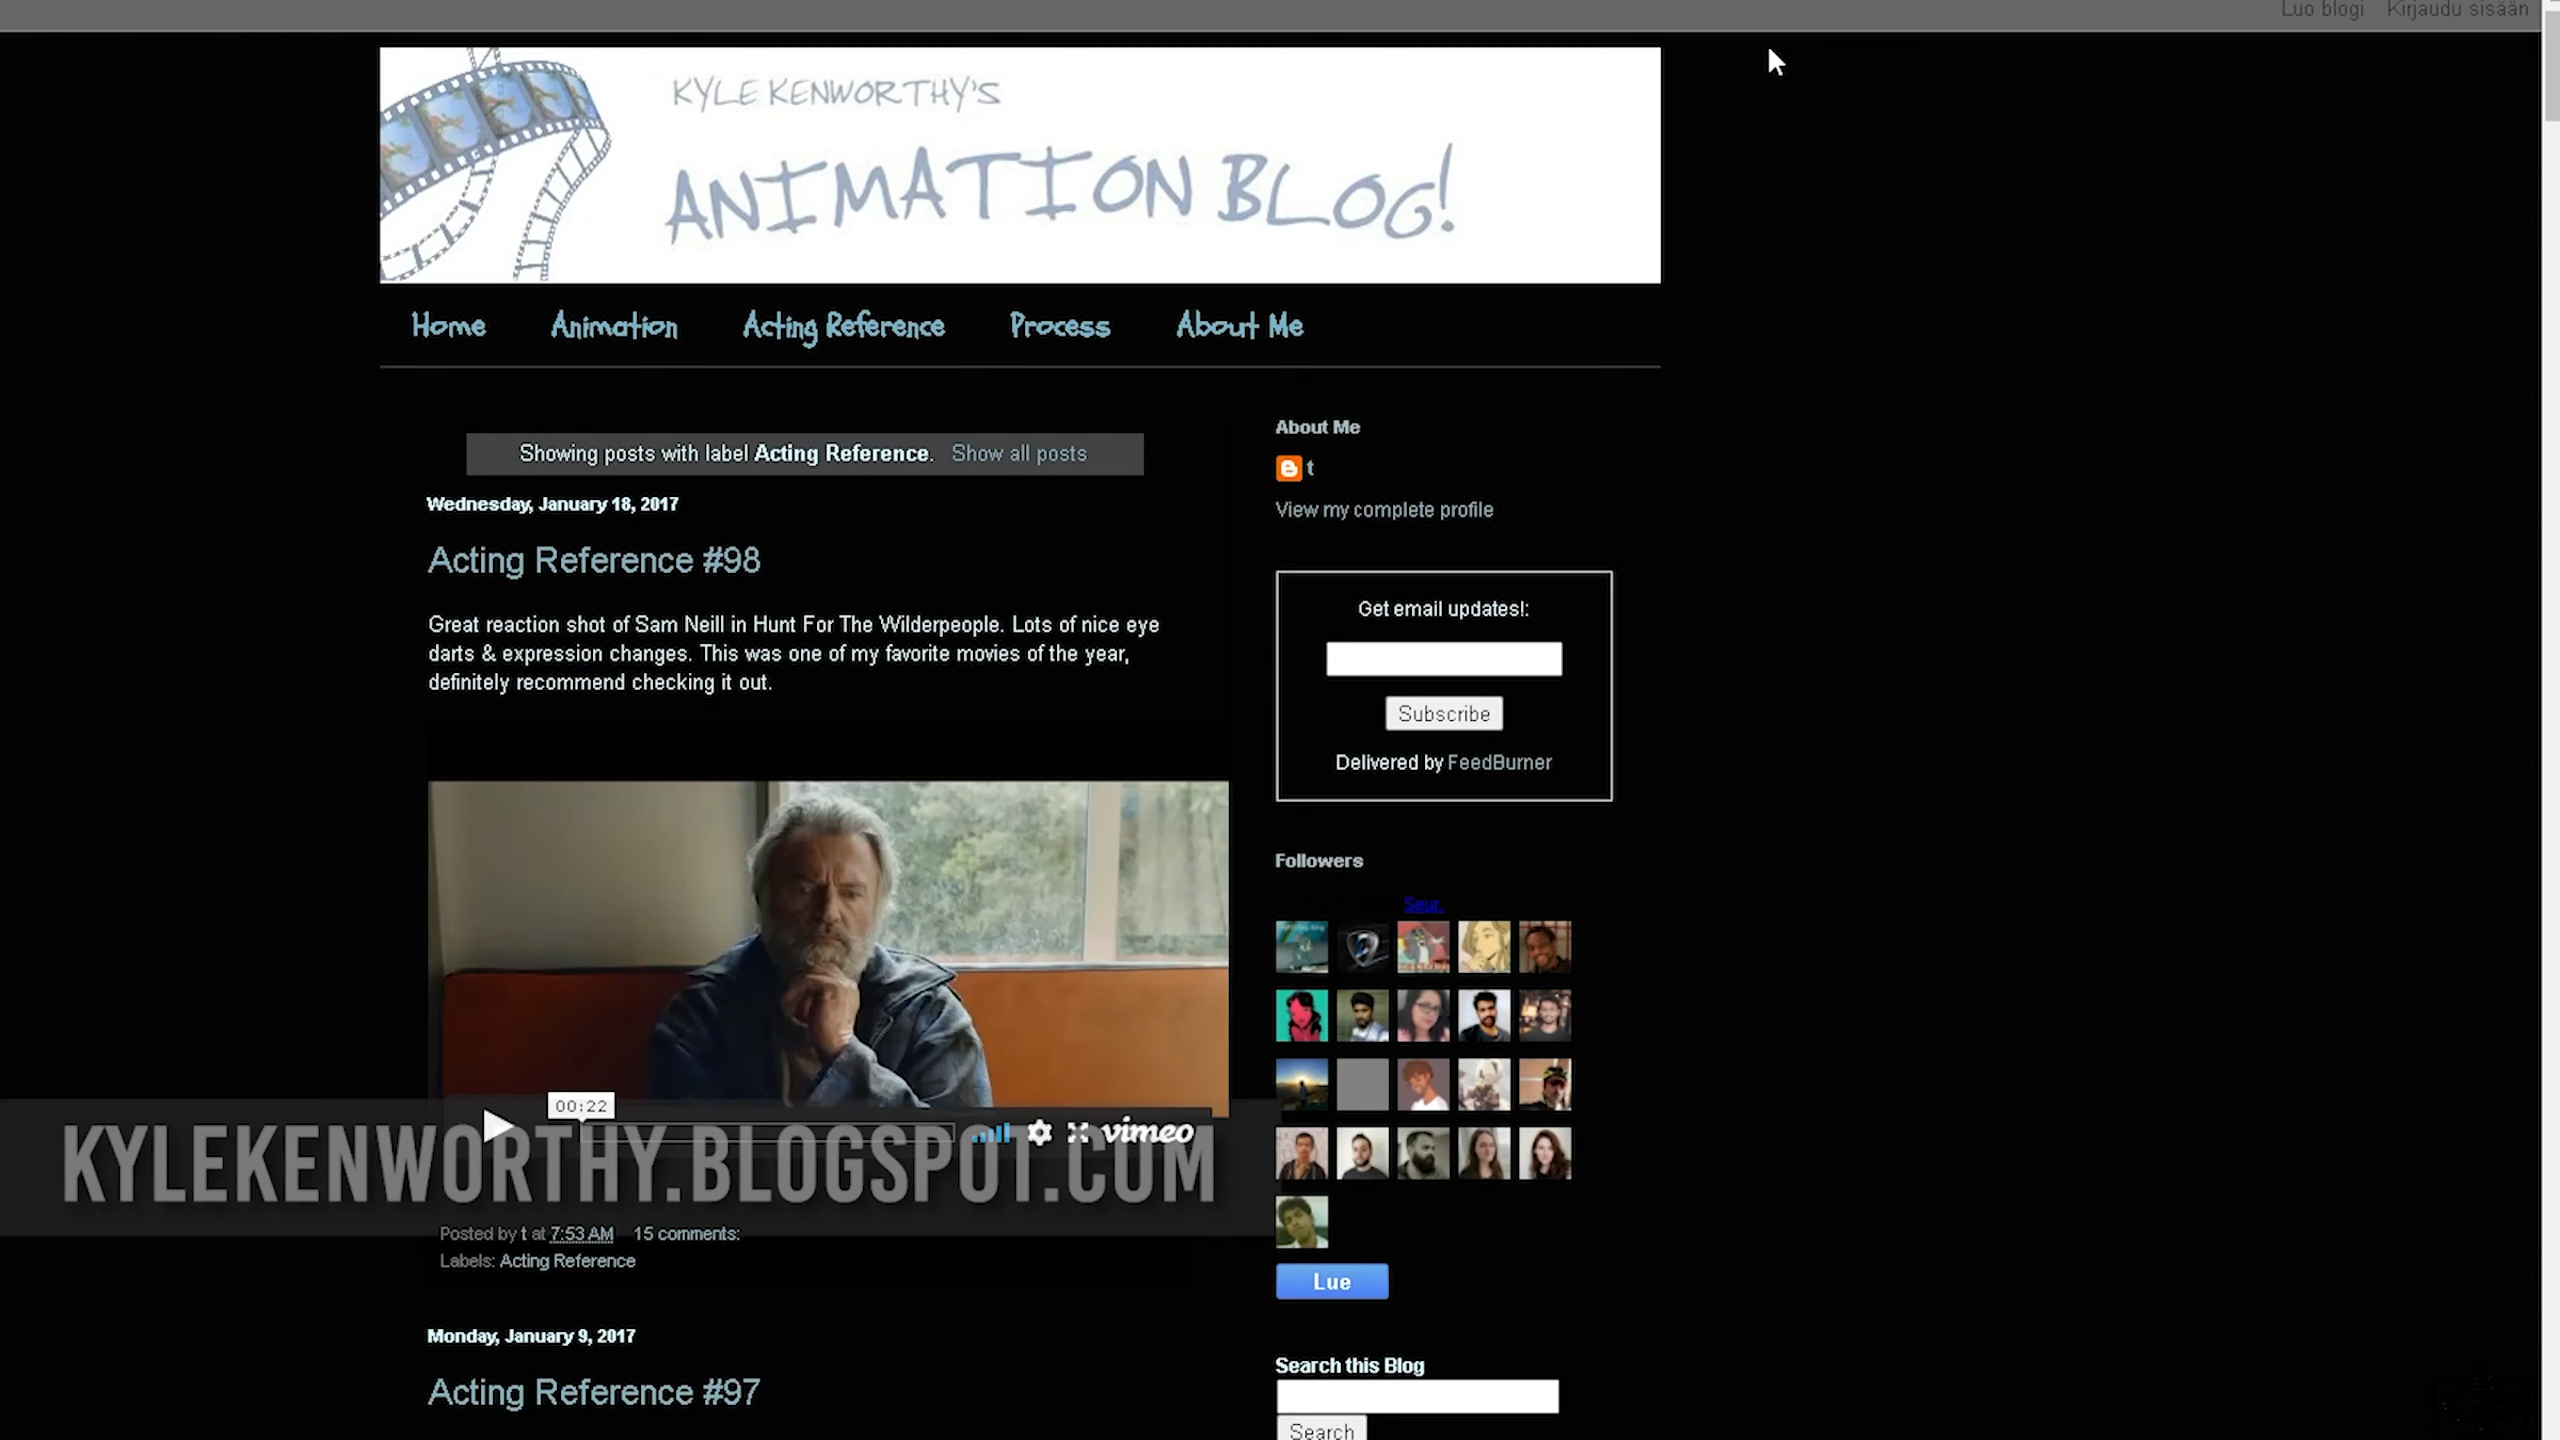 Luo blogi Kirjaudu sisään
KYLE KENWORTHY'S
ANIMATION BLOG!
Home Animation Acting Reference Process About Me
Showing posts with label Acting Reference. Show all posts
Wednesday, January 18, 2017
Acting Reference #98
Great reaction shot of Sam Neill in Hunt For The Wilderpeople. Lots of nice eye
darts & expression changes. This was one of my favorite movies of the year,
definitely recommend checking it out.
00:22
vimeo
KYLEKENWORTHY.BLOGSPOT.COM
Posted by t at 7:53 AM 15 comments:
Labels: Acting Reference
Monday, January 9, 2017
Acting Reference #97
About Me
t
View my complete profile
Get email updates!:
Subscribe
Delivered by FeedBurner
Followers
Seur.
Lue
Search this Blog
Search